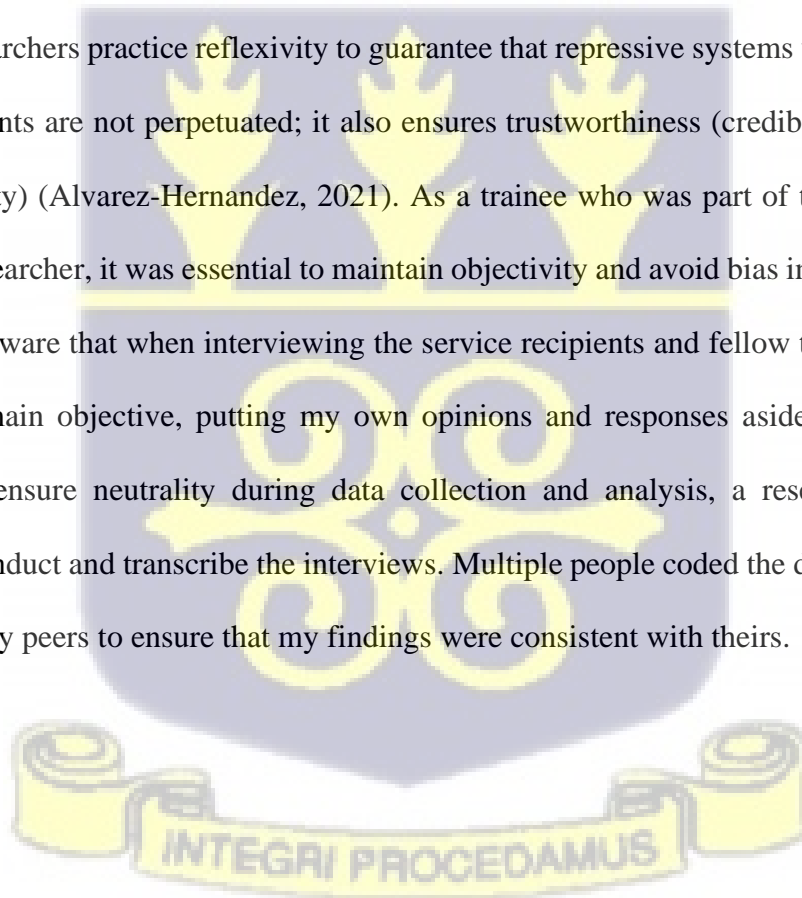 archers practice reflexivity to guarantee that repressive systems
nts are not perpetuated; it also ensures trustworthiness (credib
y) (Alvarez-Hernandez, 2021). As a trainee who was part of t
earcher, it was essential to maintain objectivity and avoid bias in
ware that when interviewing the service recipients and fellow t
ain objective, putting my own opinions and responses aside
ensure neutrality during data collection and analysis, a rese
nduct and transcribe the interviews. Multiple people coded the d
y peers to ensure that my findings were consistent with theirs.
INTEGRI PROCEDAMUS